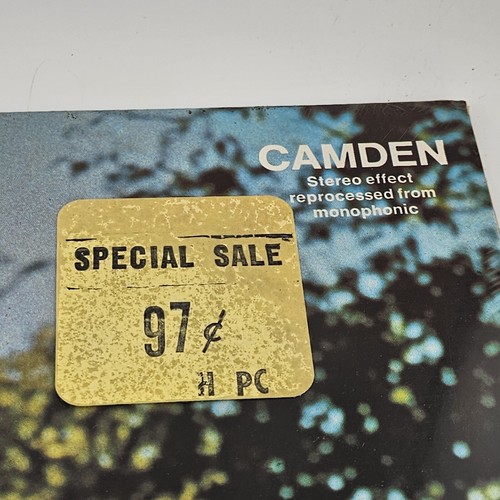 CAMDEN
Stereo effect
reprocessed from
monophonic
SPECIAL SALE
97¢
H PC